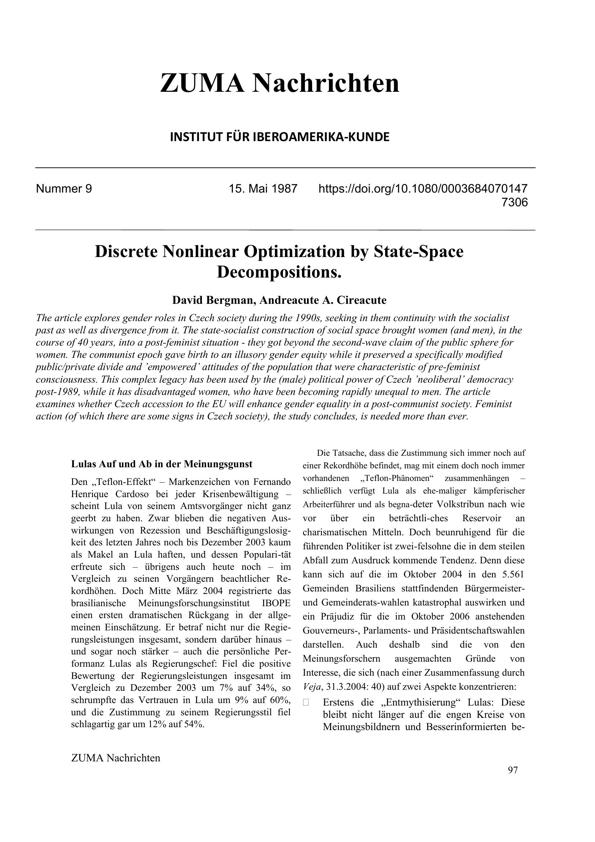 ZUMA Nachrichten
INSTITUT FÜR IBEROAMERIKA-KUNDE
Nummer 9 15. Mai 1987 https://doi.org/10.1080/0003684070147
7306
Discrete Nonlinear Optimization by State-Space
Decompositions.
David Bergman, Andreacute A. Cireacute
The article explores gender roles in Czech society during the 1990s, seeking in them continuity with the socialist
past as well as divergence from it. The state-socialist construction of social space brought women (and men), in the
course of 40 years, into a post-feminist situation - they got beyond the second-wave claim of the public sphere for
women. The communist epoch gave birth to an illusory gender equity while it preserved a specifically modified
public/private divide and 'empowered' attitudes of the population that were characteristic of pre-feminist
consciousness. This complex legacy has been used by the (male) political power of Czech 'neoliberal' democracy
post-1989, while it has disadvantaged women, who have been becoming rapidly unequal to men. The article
examines whether Czech accession to the EU will enhance gender equality in a post-communist society. Feminist
action (of which there are some signs in Czech society), the study concludes, is needed more than ever.
Lulas Auf und Ab in der Meinungsgunst
Den „Teflon-Effekt“ – Markenzeichen von Fernando
Henrique Cardoso bei jeder Krisenbewältigung –
scheint Lula von seinem Amtsvorgänger nicht ganz
geerbt zu haben. Zwar blieben die negativen Aus-
wirkungen von Rezession und Beschäftigungslosig-
keit des letzten Jahres noch bis Dezember 2003 kaum
als Makel an Lula haften, und dessen Populari-tät
erfreute sich – übrigens auch heute noch – im
Vergleich zu seinen Vorgängern beachtlicher Re-
kordhöhen. Doch Mitte März 2004 registrierte das
brasilianische Meinungsforschungsinstitut IBOPE
einen ersten dramatischen Rückgang in der allge-
meinen Einschätzung. Er betraf nicht nur die Regie-
rungsleistungen insgesamt, sondern darüber hinaus –
und sogar noch stärker – auch die persönliche Per-
formanz Lulas als Regierungschef: Fiel die positive
Bewertung der Regierungsleistungen insgesamt im
Vergleich zu Dezember 2003 um 7% auf 34%, so
schrumpfte das Vertrauen in Lula um 9% auf 60%,
und die Zustimmung zu seinem Regierungsstil fiel
schlagartig gar um 12% auf 54%.
Die Tatsache, dass die Zustimmung sich immer noch auf
einer Rekordhöhe befindet, mag mit einem doch noch immer
vorhandenen „Teflon-Phänomen“ zusammenhängen –
schließlich verfügt Lula als ehe-maliger kämpferischer
Arbeiterführer und als begna-deter Volkstribun nach wie
vor über ein beträchtli-ches Reservoir an
charismatischen Mitteln. Doch beunruhigend für die
führenden Politiker ist zwei-felsohne die in dem steilen
Abfall zum Ausdruck kommende Tendenz. Denn diese
kann sich auf die im Oktober 2004 in den 5.561
Gemeinden Brasiliens stattfindenden Bürgermeister-
und Gemeinderats-wahlen katastrophal auswirken und
ein Präjudiz für die im Oktober 2006 anstehenden
Gouverneurs-, Parlaments- und Präsidentschaftswahlen
darstellen. Auch deshalb sind die von den
Meinungsforschern ausgemachten Gründe von
Interesse, die sich (nach einer Zusammenfassung durch
Veja, 31.3.2004: 40) auf zwei Aspekte konzentrieren:
Erstens die „Entmythisierung“ Lulas: Diese
bleibt nicht länger auf die engen Kreise von
Meinungsbildnern und Besserinformierten be-
ZUMA Nachrichten
97